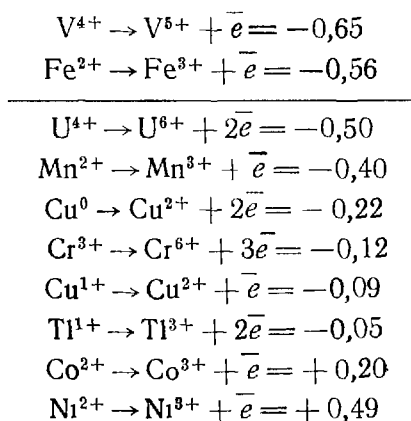 V⁴⁺ → V⁵⁺ + e̅ = −0,65
Fe²⁺ → Fe³⁺ + e̅ = −0,56
U⁴⁺ → U⁶⁺ + 2e̅ = −0,50
Mn²⁺ → Mn³⁺ + e̅ = −0,40
Cu⁰ → Cu²⁺ + 2e̅ = − 0,22
Cr³⁺ → Cr⁶⁺ + 3e̅ = −0,12
Cu¹⁺ → Cu²⁺ + e̅ = −0,09
Tl¹⁺ → Tl³⁺ + 2e̅ = −0,05
Co²⁺ → Co³⁺ + e̅ = + 0,20
Ni²⁺ → Ni³⁺ + e̅ = + 0,49